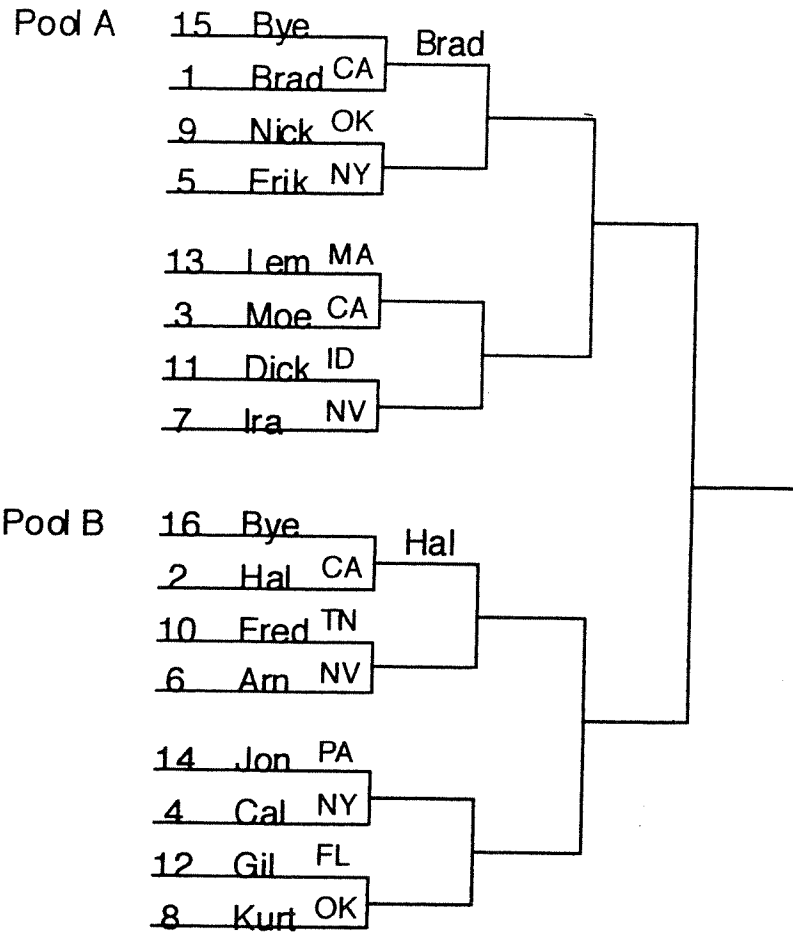 Pool A 15 Bye
Brad
1 Brad CA
9 Nick OK
5 Erik NY
13 Lem MA
3 Moe CA
11 Dick ID
7 Ira NV
Pool B 16 Bye
Hal
2 Hal CA
10 Fred TN
6 Arn NV
14 Jon PA
4 Cal NY
12 Gil FL
8 Kurt OK